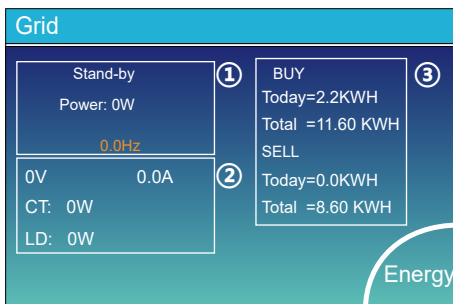 Grid
Stand-by
Power: 0W
0.0Hz
①
0V 0.0A
CT: 0W
LD: 0W
②
BUY
Today=2.2KWH
Total =11.60 KWH
SELL
Today=0.0KWH
Total =8.60 KWH
③
Energy